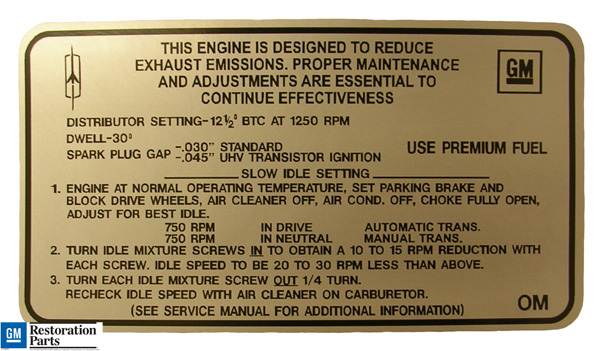 THIS ENGINE IS DESIGNED TO REDUCE
EXHAUST EMISSIONS. PROPER MAINTENANCE
AND ADJUSTMENTS ARE ESSENTIAL TO
CONTINUE EFFECTIVENESS
GM
DISTRIBUTOR SETTING-12½° BTC AT 1250 RPM
DWELL-30°
SPARK PLUG GAP -.030" STANDARD
-.045" UHV TRANSISTOR IGNITION
USE PREMIUM FUEL
SLOW IDLE SETTING
1. ENGINE AT NORMAL OPERATING TEMPERATURE, SET PARKING BRAKE AND
BLOCK DRIVE WHEELS, AIR CLEANER OFF, AIR COND. OFF, CHOKE FULLY OPEN,
ADJUST FOR BEST IDLE.
750 RPM IN DRIVE AUTOMATIC TRANS.
750 RPM IN NEUTRAL MANUAL TRANS.
2. TURN IDLE MIXTURE SCREWS IN TO OBTAIN A 10 TO 15 RPM REDUCTION WITH
EACH SCREW. IDLE SPEED TO BE 20 TO 30 RPM LESS THAN ABOVE.
3. TURN EACH IDLE MIXTURE SCREW OUT 1/4 TURN.
RECHECK IDLE SPEED WITH AIR CLEANER ON CARBURETOR.
(SEE SERVICE MANUAL FOR ADDITIONAL INFORMATION)
OM
GM Restoration
Parts